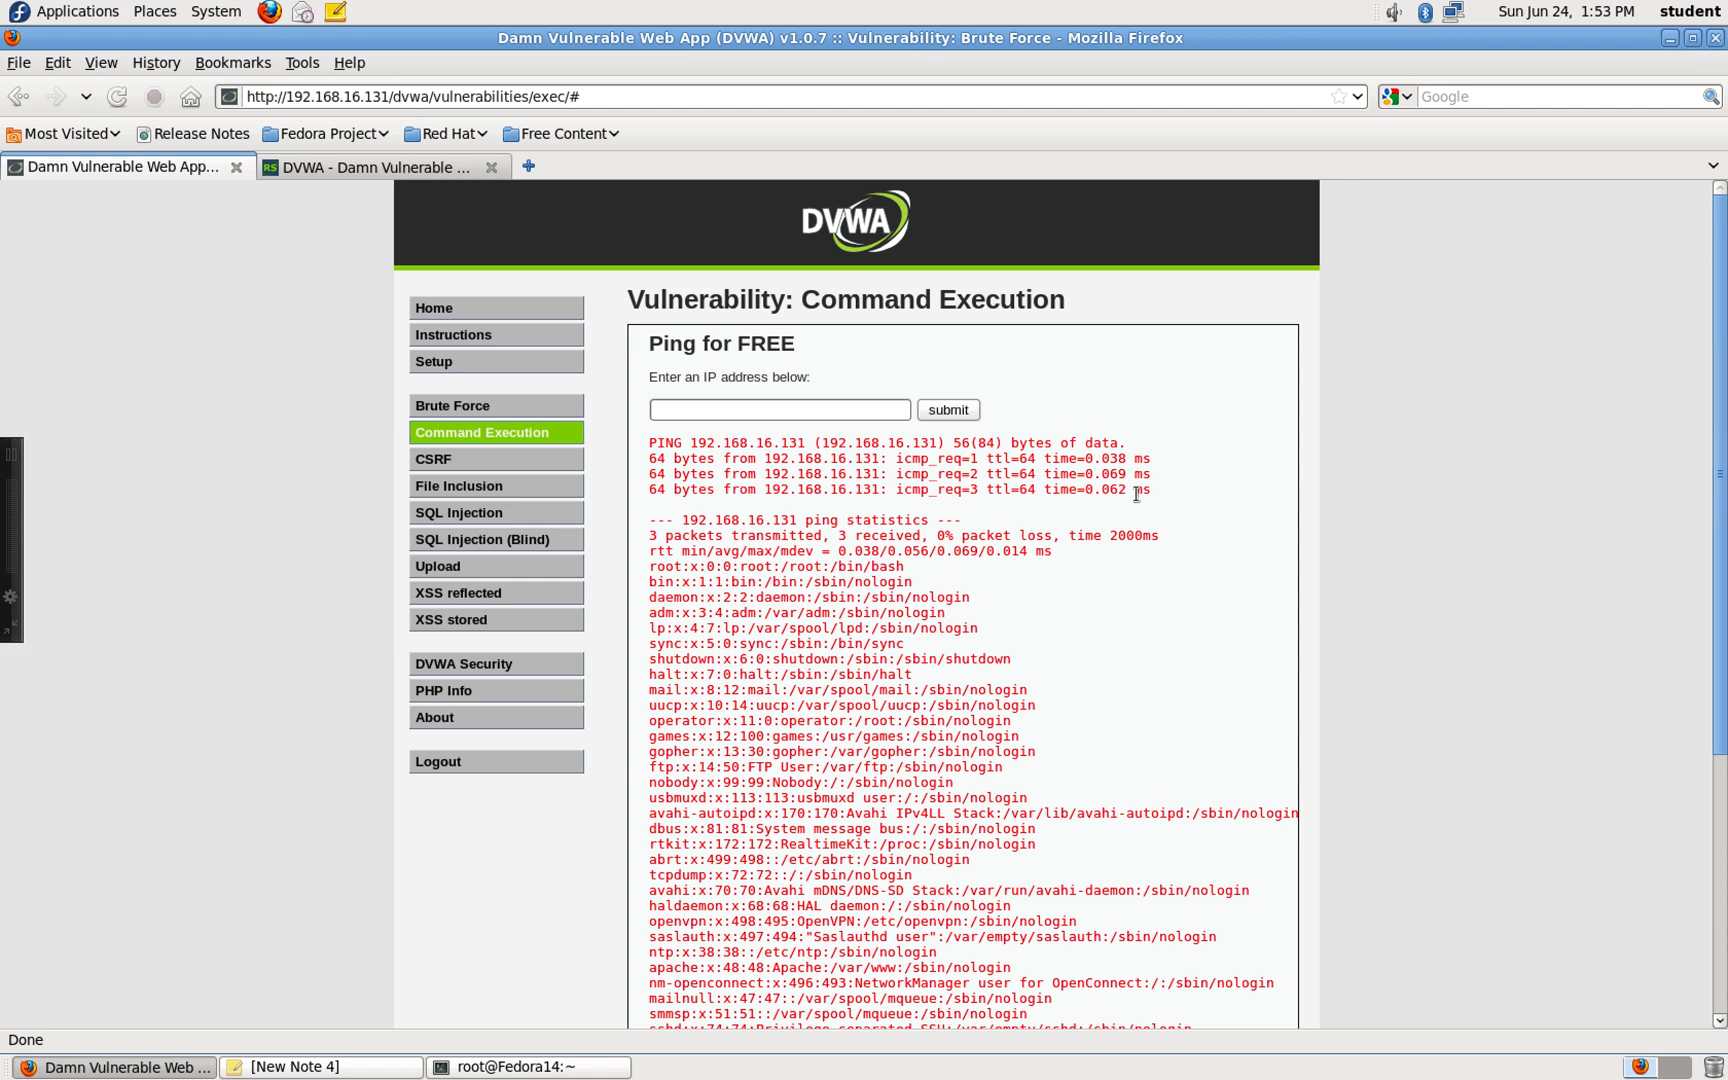 Applications Places System Sun Jun 24, 1:53 PM student
Damn Vulnerable Web App (DVWA) v1.0.7 :: Vulnerability: Brute Force - Mozilla Firefox
File Edit View History Bookmarks Tools Help
http://192.168.16.131/dvwa/vulnerabilities/exec/# Google
Most Visited Release Notes Fedora Project Red Hat Free Content
Damn Vulnerable Web App... RS DVWA - Damn Vulnerable ...
DVWA
Home
Instructions
Setup
Brute Force
Command Execution
CSRF
File Inclusion
SQL Injection
SQL Injection (Blind)
Upload
XSS reflected
XSS stored
DVWA Security
PHP Info
About
Logout
Vulnerability: Command Execution
Ping for FREE
Enter an IP address below:
submit
PING 192.168.16.131 (192.168.16.131) 56(84) bytes of data.
64 bytes from 192.168.16.131: icmp_req=1 ttl=64 time=0.038 ms
64 bytes from 192.168.16.131: icmp_req=2 ttl=64 time=0.069 ms
64 bytes from 192.168.16.131: icmp_req=3 ttl=64 time=0.062 ms
--- 192.168.16.131 ping statistics ---
3 packets transmitted, 3 received, 0% packet loss, time 2000ms
rtt min/avg/max/mdev = 0.038/0.056/0.069/0.014 ms
root:x:0:0:root:/root:/bin/bash
bin:x:1:1:bin:/bin:/sbin/nologin
daemon:x:2:2:daemon:/sbin:/sbin/nologin
adm:x:3:4:adm:/var/adm:/sbin/nologin
lp:x:4:7:lp:/var/spool/lpd:/sbin/nologin
sync:x:5:0:sync:/sbin:/bin/sync
shutdown:x:6:0:shutdown:/sbin:/sbin/shutdown
halt:x:7:0:halt:/sbin:/sbin/halt
mail:x:8:12:mail:/var/spool/mail:/sbin/nologin
uucp:x:10:14:uucp:/var/spool/uucp:/sbin/nologin
operator:x:11:0:operator:/root:/sbin/nologin
games:x:12:100:games:/usr/games:/sbin/nologin
gopher:x:13:30:gopher:/var/gopher:/sbin/nologin
ftp:x:14:50:FTP User:/var/ftp:/sbin/nologin
nobody:x:99:99:Nobody:/:/sbin/nologin
usbmuxd:x:113:113:usbmuxd user:/:/sbin/nologin
avahi-autoipd:x:170:170:Avahi IPv4LL Stack:/var/lib/avahi-autoipd:/sbin/nologin
dbus:x:81:81:System message bus:/:/sbin/nologin
rtkit:x:172:172:RealtimeKit:/proc:/sbin/nologin
abrt:x:499:498::/etc/abrt:/sbin/nologin
tcpdump:x:72:72::/:/sbin/nologin
avahi:x:70:70:Avahi mDNS/DNS-SD Stack:/var/run/avahi-daemon:/sbin/nologin
haldaemon:x:68:68:HAL daemon:/:/sbin/nologin
openvpn:x:498:495:OpenVPN:/etc/openvpn:/sbin/nologin
saslauth:x:497:494:"Saslauthd user":/var/empty/saslauth:/sbin/nologin
ntp:x:38:38::/etc/ntp:/sbin/nologin
apache:x:48:48:Apache:/var/www:/sbin/nologin
nm-openconnect:x:496:493:NetworkManager user for OpenConnect:/:/sbin/nologin
mailnull:x:47:47::/var/spool/mqueue:/sbin/nologin
smmsp:x:51:51::/var/spool/mqueue:/sbin/nologin
sshd:x:74:74:Privilege-separated SSH:/var/empty/sshd:/sbin/nologin
Done
Damn Vulnerable Web ... [New Note 4] root@Fedora14:~